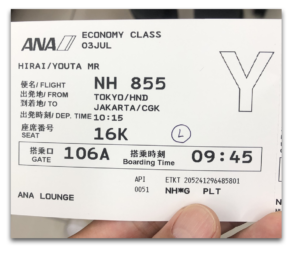 ANA
ECONOMY CLASS
03JUL
HIRAI/YOUTA MR
便名/FLIGHT NH 855
出発地/FROM TOKYO/HND
到着地/TO JAKARTA/CGK
出発時刻/DEP. TIME 10:15
座席番号
SEAT 16K
L
搭乗口
GATE 106A
搭乗時刻
Boarding Time 09:45
API ETKT 205241296485801
0051 NH*G PLT
ANA LOUNGE
Y